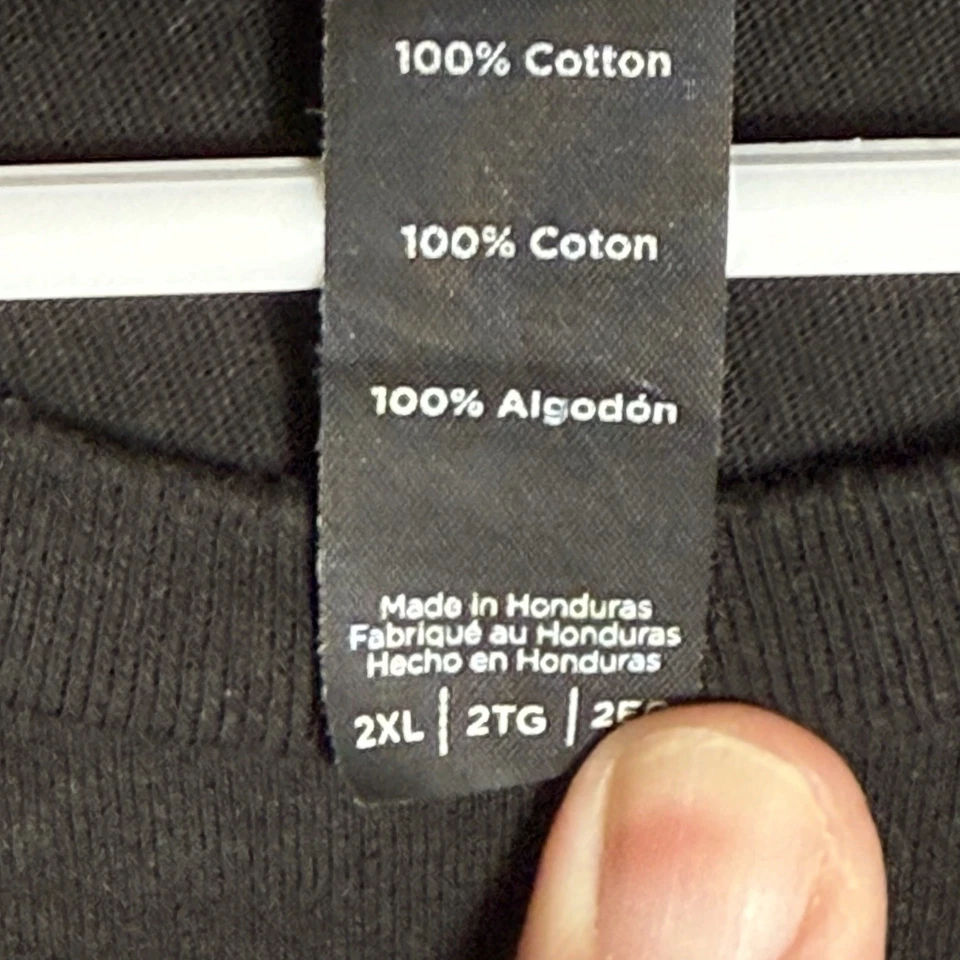 100% Cotton
100% Coton
100% Algodón
Made in Honduras
Fabriqué au Honduras
Hecho en Honduras
2XL | 2TG |